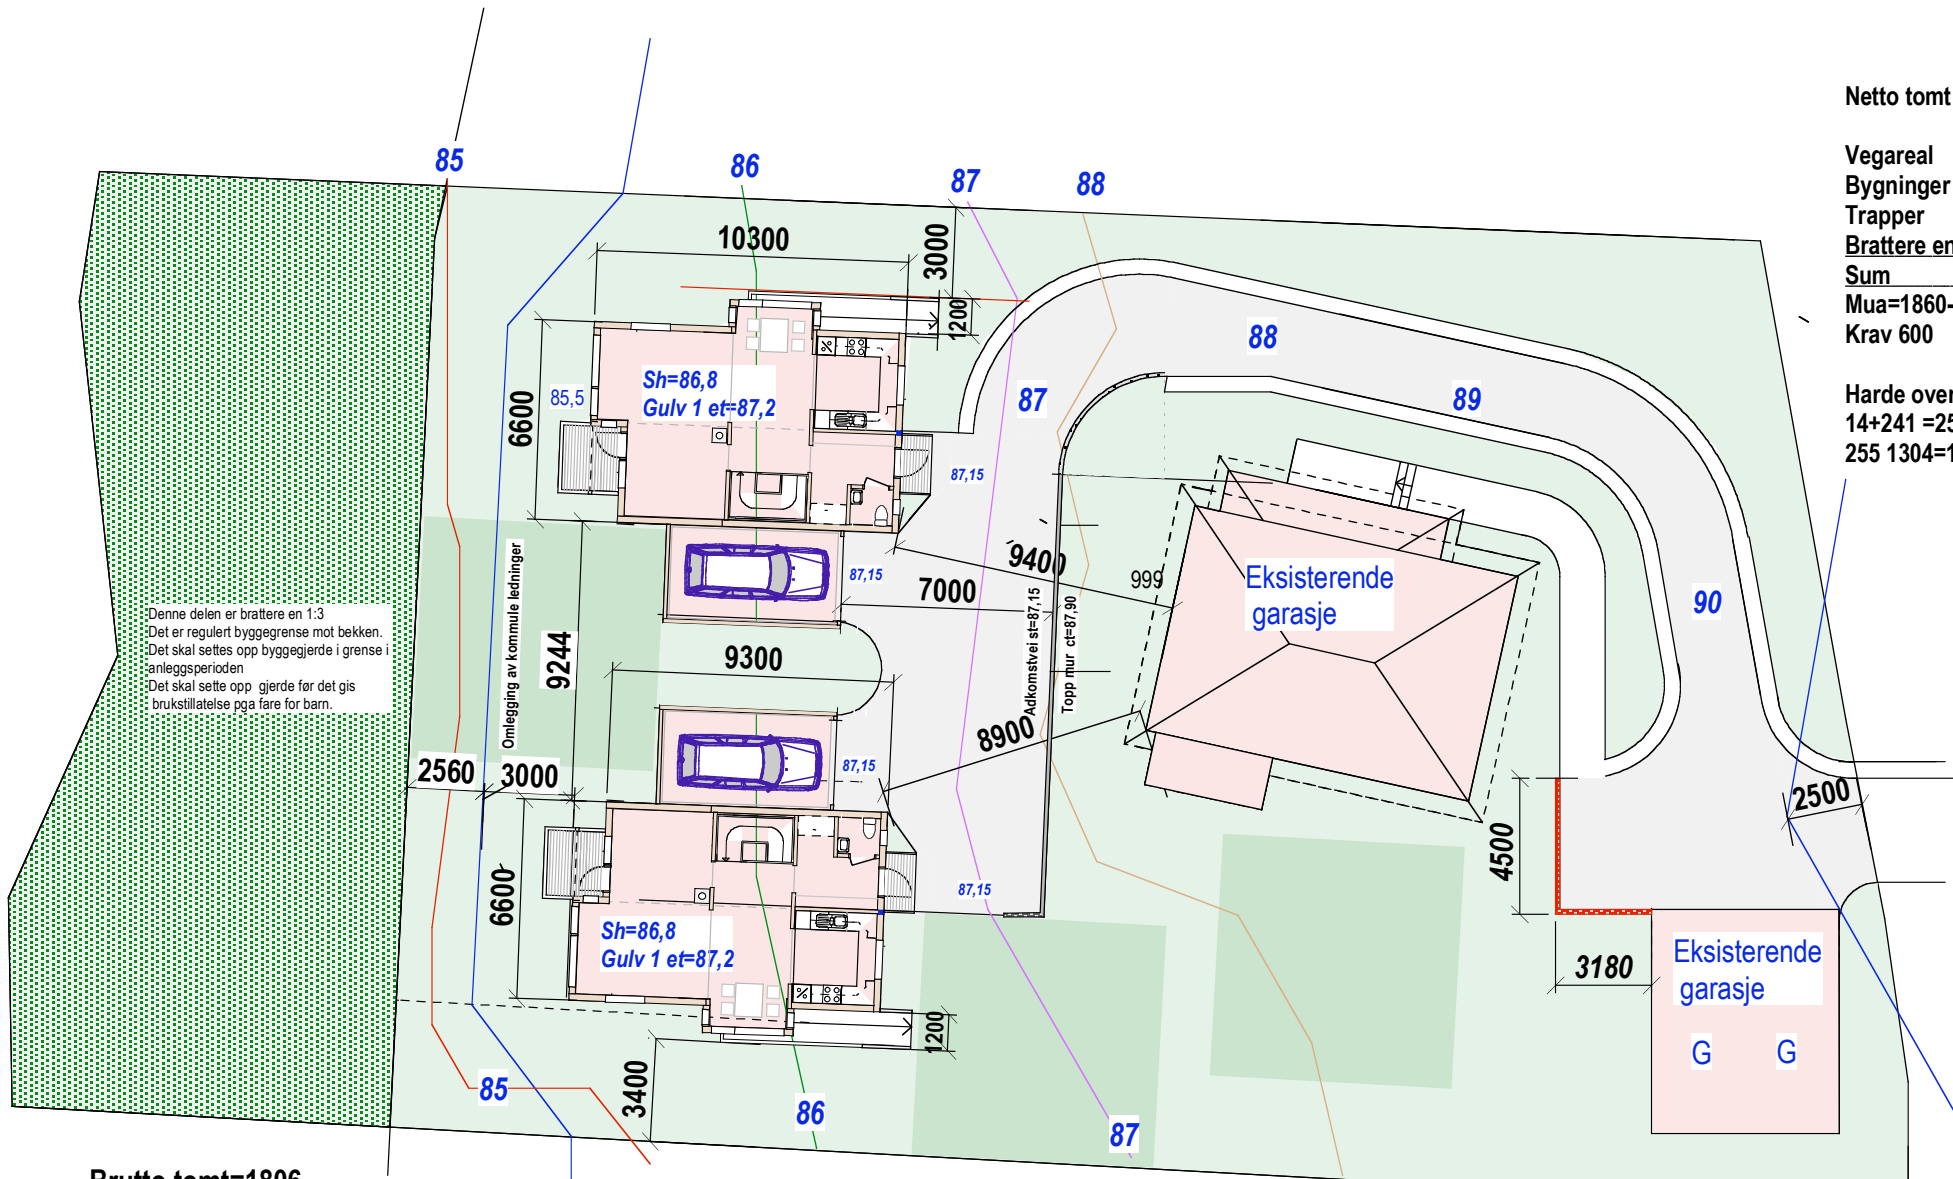 Netto tomt
Vegareal
Bygninger
Trapper
Brattere en
Sum
Mua=1860-
Krav 600
Harde over
14+241 =25
255 1304=1
85
86
87
88
10300
3000
1200
88
87
89
90
Sh=86,8
Gulv 1 et=87,2
85,5
6600
87,15
9400
999
7000
87,15
Eksisterende
garasje
Omlegging av kommule ledninger
Adkomstvei st=87,15
Topp mur ct=87,90
Denne delen er brattere en 1:3
Det er regulert byggegrense mot bekken.
Det skal settes opp byggegjerde i grense i
anleggsperioden
Det skal sette opp gjerde før det gis
brukstillatelse pga fare for barn.
9244
9300
8900
87,15
2560
3000
2500
4500
6600
87,15
Sh=86,8
Gulv 1 et=87,2
3180
Eksisterende
garasje
G G
1200
3400
85
86
87
Brutto tomt=1806